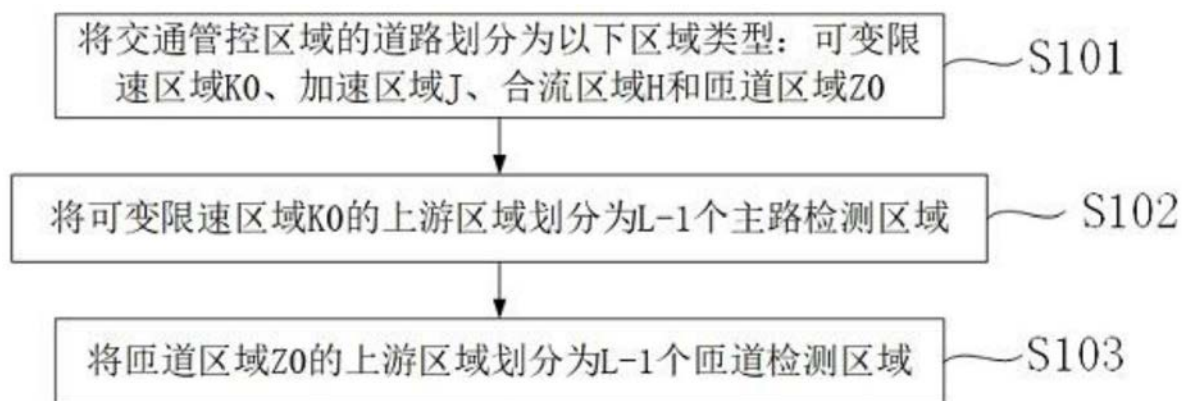 将交通管控区域的道路划分为以下区域类型：可变限
速区域K0、加速区域J、合流区域H和匝道区域Z0
S101
将可变限速区域K0的上游区域划分为L-1个主路检测区域
S102
将匝道区域Z0的上游区域划分为L-1个匝道检测区域
S103